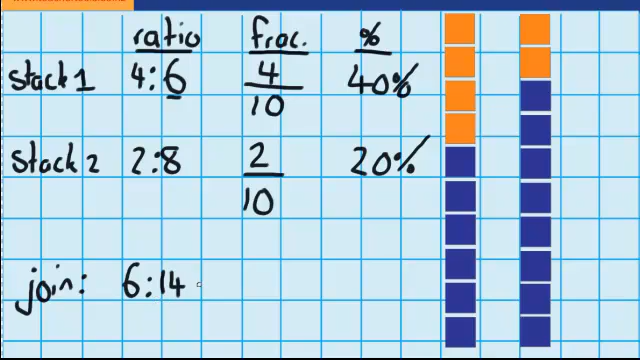 ratio frac. %
stack 1 4:6 4/10 40%
stack 2 2:8 2/10 20%
join: 6:14